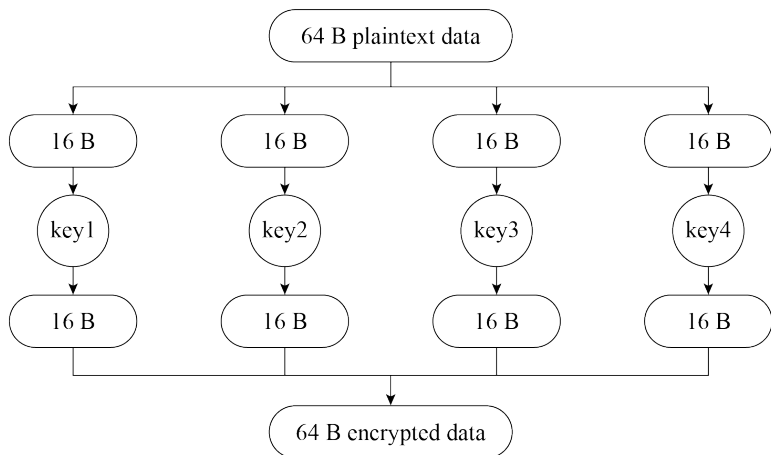 64 B plaintext data
16 B
16 B
16 B
16 B
key1
key2
key3
key4
16 B
16 B
16 B
16 B
64 B encrypted data